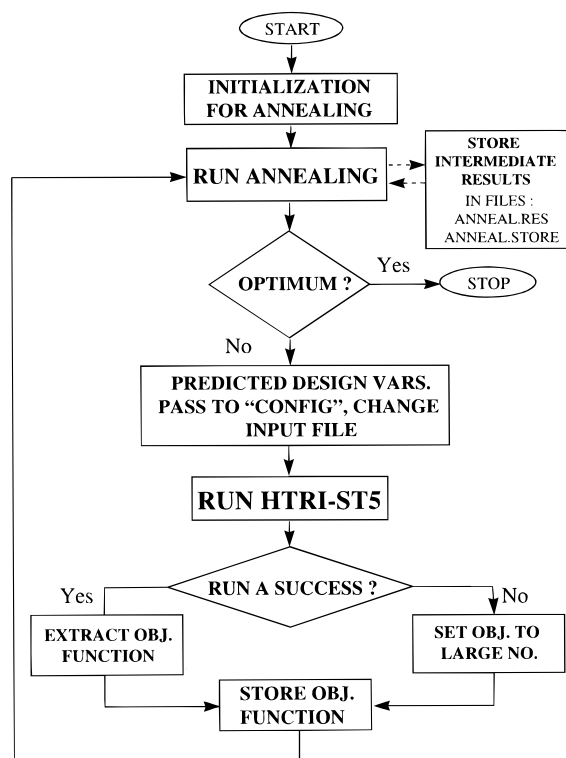 START
INITIALIZATION
FOR ANNEALING
RUN ANNEALING
STORE
INTERMEDIATE
RESULTS
IN FILES :
ANNEAL.RES
ANNEAL.STORE
OPTIMUM ?
Yes
STOP
No
PREDICTED DESIGN VARS.
PASS TO “CONFIG”, CHANGE
INPUT FILE
RUN HTRI-ST5
RUN A SUCCESS ?
Yes
No
EXTRACT OBJ.
FUNCTION
SET OBJ. TO
LARGE NO.
STORE OBJ.
FUNCTION